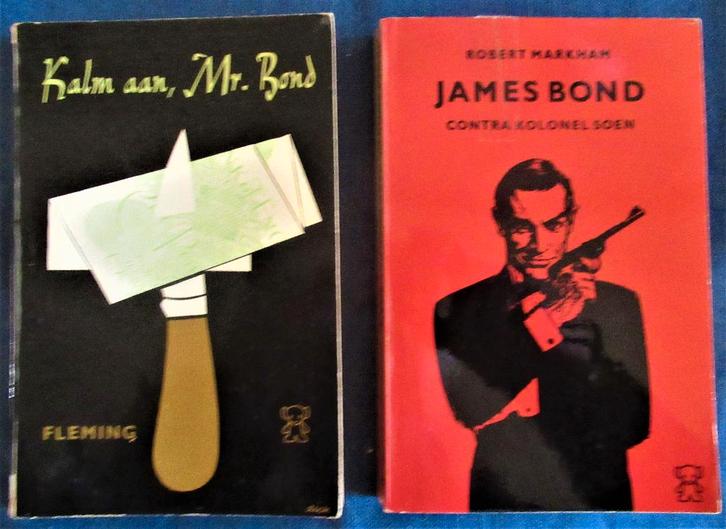 Kalm aan, Mr. Bond
FLEMING
ROBERT MARKHAM
JAMES BOND
CONTRA KOLONEL SOEN